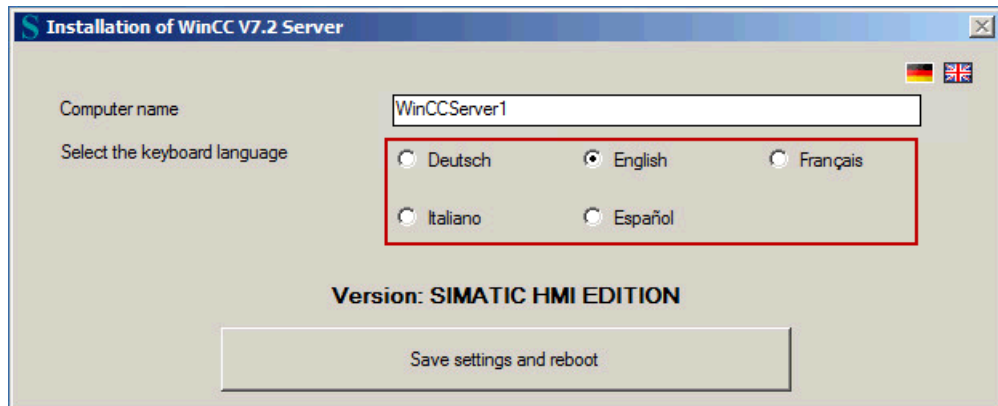 Installation of WinCC V7.2 Server
Computer name WinCCServer1
Select the keyboard language Deutsch English Français
Italiano Español
Version: SIMATIC HMI EDITION
Save settings and reboot